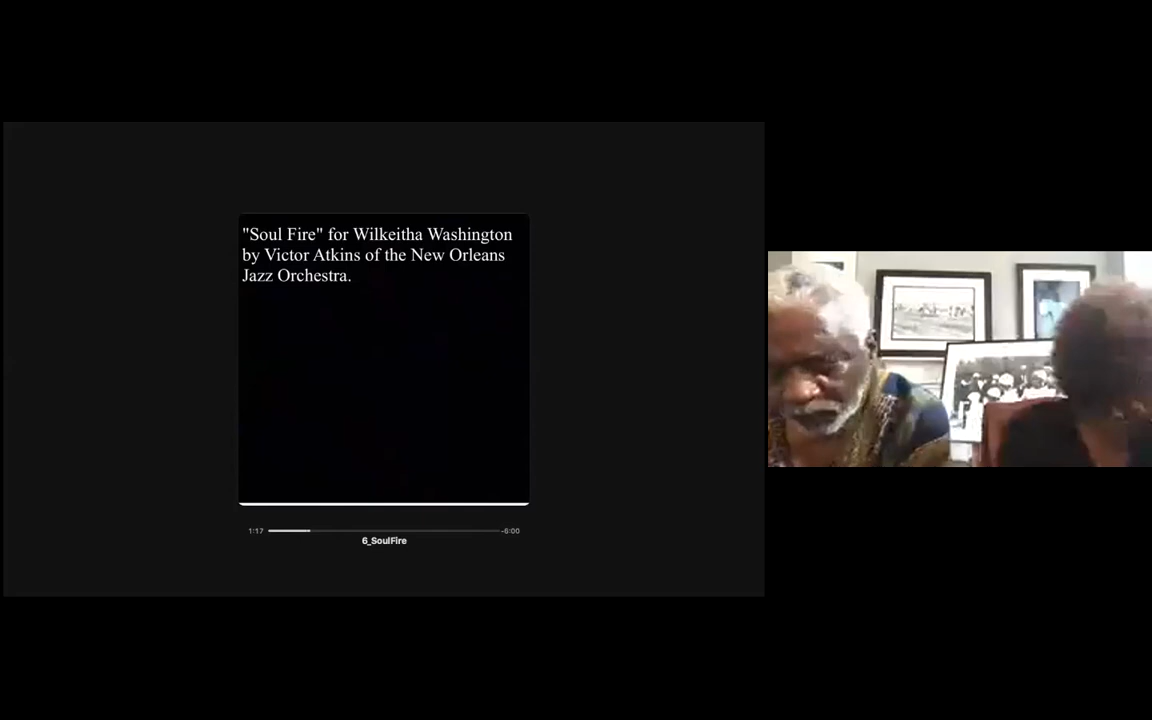 "Soul Fire" for Wilkeitha Washington
by Victor Atkins of the New Orleans
Jazz Orchestra.
1:17
-6:00
6_SoulFire